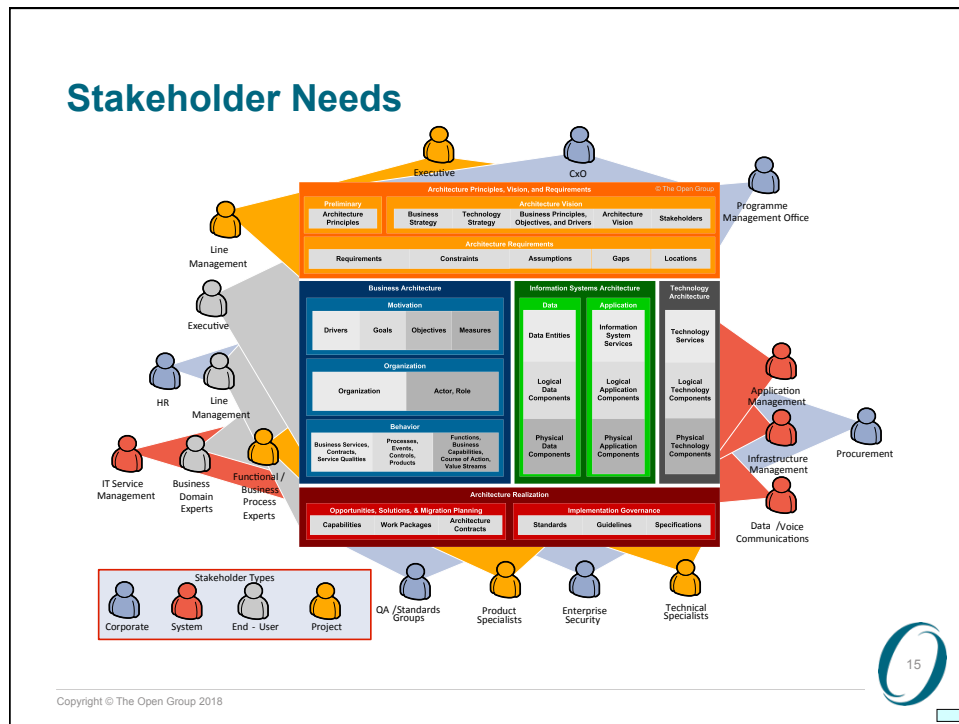 Stakeholder Needs
Executive
CxO
Programme
Management Office
Line
Management
Executive
HR
Line
Management
IT Service
Management
Business
Domain
Experts
Functional /
Business
Process
Experts
Architecture Principles, Vision, and Requirements
© The Open Group
Preliminary
Architecture
Principles
Architecture Vision
Business
Strategy
Technology
Strategy
Business Principles,
Objectives, and Drivers
Architecture
Vision
Stakeholders
Architecture Requirements
Requirements
Constraints
Assumptions
Gaps
Locations
Business Architecture
Motivation
Drivers
Goals
Objectives
Measures
Organization
Organization
Actor, Role
Behavior
Business Services,
Contracts,
Service Qualities
Processes,
Events,
Controls,
Products
Functions,
Business
Capabilities,
Course of Action,
Value Streams
Information Systems Architecture
Data
Data Entities
Logical
Data
Components
Physical
Data
Components
Application
Information
System
Services
Logical
Application
Components
Physical
Application
Components
Technology
Architecture
Technology
Services
Logical
Technology
Components
Physical
Technology
Components
Architecture Realization
Opportunities, Solutions, & Migration Planning
Capabilities
Work Packages
Architecture
Contracts
Implementation Governance
Standards
Guidelines
Specifications
Application
Management
Infrastructure
Management
Procurement
Data /Voice
Communications
QA /Standards
Groups
Product
Specialists
Enterprise
Security
Technical
Specialists
Stakeholder Types
Corporate
System
End - User
Project
15
Copyright © The Open Group 2018